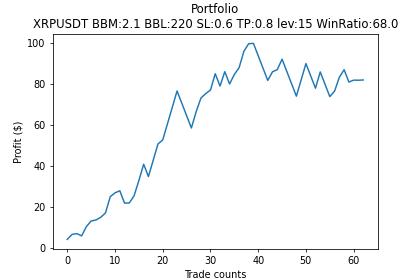 Portfolio
XRPUSDT BBM:2.1 BBL:220 SL:0.6 TP:0.8 lev:15 WinRatio:68.0
100
80
60
40
20
0
Profit ($)
0 10 20 30 40 50 60
Trade counts